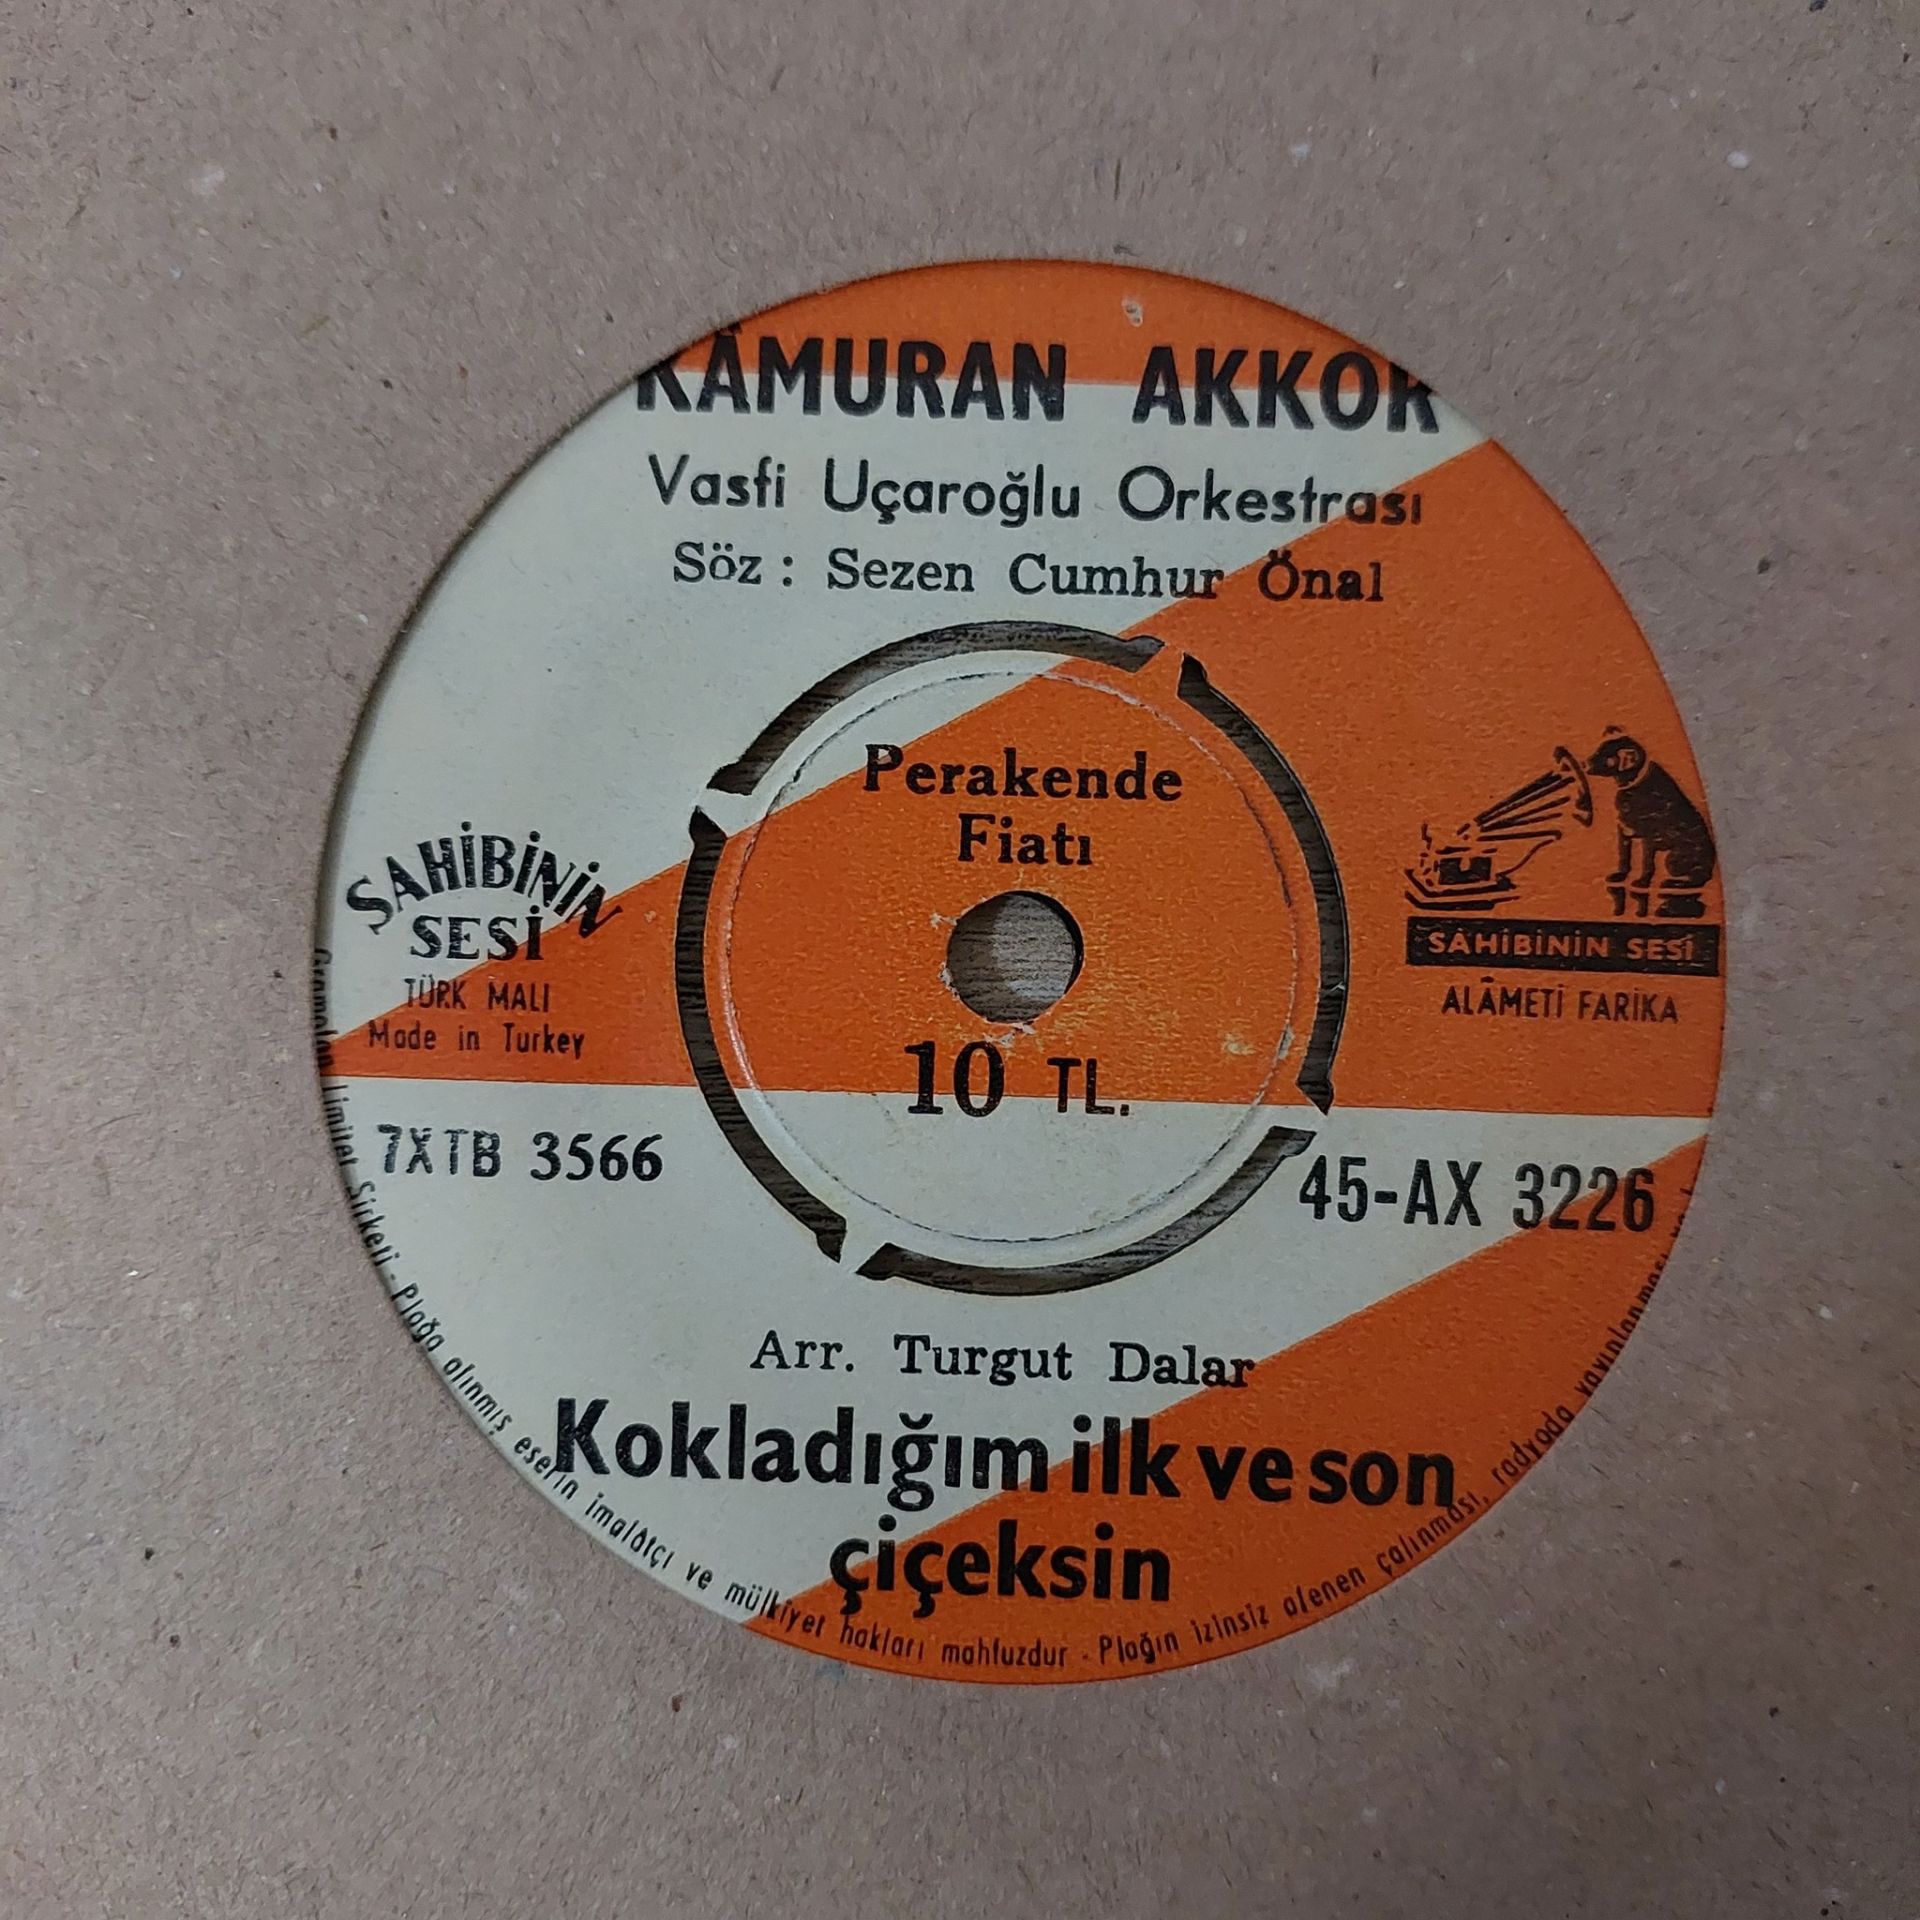 KÂMURAN AKKOR
Vasfi Uçaroğlu Orkestrası
Söz : Sezen Cumhur Önal
Perakende
Fiatı
10 TL.
SAHİBİNİN
SESİ
TÜRK MALI
Made in Turkey
SAHİBİNİN SESİ
ALÂMETİ FARİKA
7XTB 3566
45-AX 3226
Arr. Turgut Dalar
Kokladığım ilk ve son
çiçeksin
Gramofon Limitet Şirketi - Plağa alınmış eserin imalâtçı ve mülkiyet hakları mahfuzdur - Plağın izinsiz alenen çalınması, radyoda yayınlanması